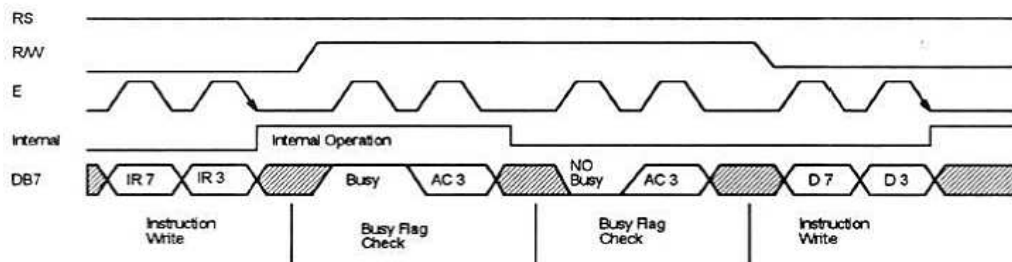 RS
R/W
E
Internal
Internal Operation
DB7
IR 7
IR 3
Busy
AC 3
NO
Busy
AC 3
D 7
D 3
Instruction
Write
Busy Flag
Check
Busy Flag
Check
Instruction
Write